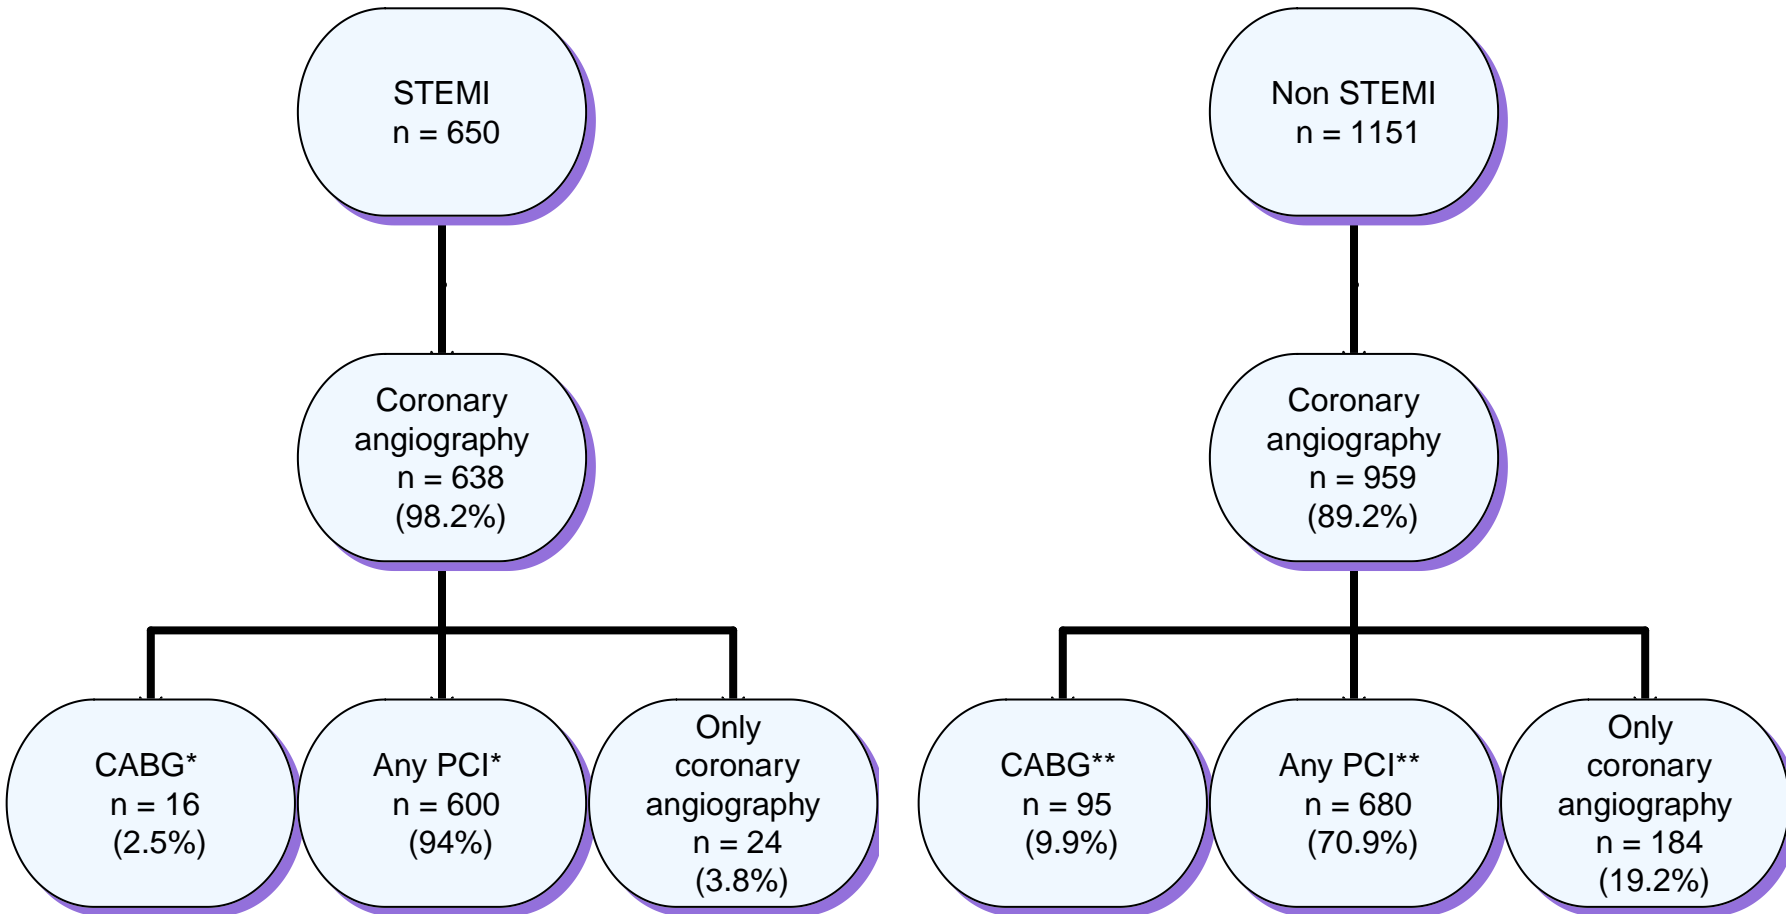 STEMI
n = 650
Coronary
angiography
n = 638
(98.2%)
CABG*
n = 16
(2.5%)
Any PCI*
n = 600
(94%)
Only
coronary
angiography
n = 24
(3.8%)
Non STEMI
n = 1151
Coronary
angiography
n = 959
(89.2%)
CABG**
n = 95
(9.9%)
Any PCI**
n = 680
(70.9%)
Only
coronary
angiography
n = 184
(19.2%)